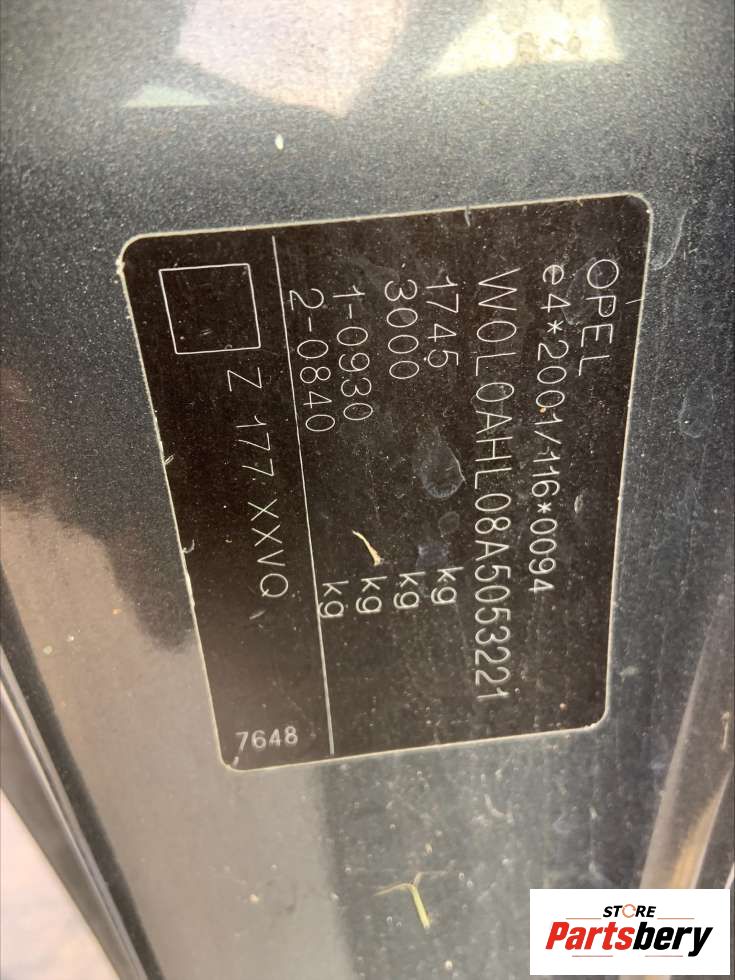 OPEL
e4*2001/116*0094
W0L0AHL08A5053221
1745 kg
3000 kg
1-0930 kg
2-0840 kg
Z 177 XXVQ
7648
STORE
Partsbery